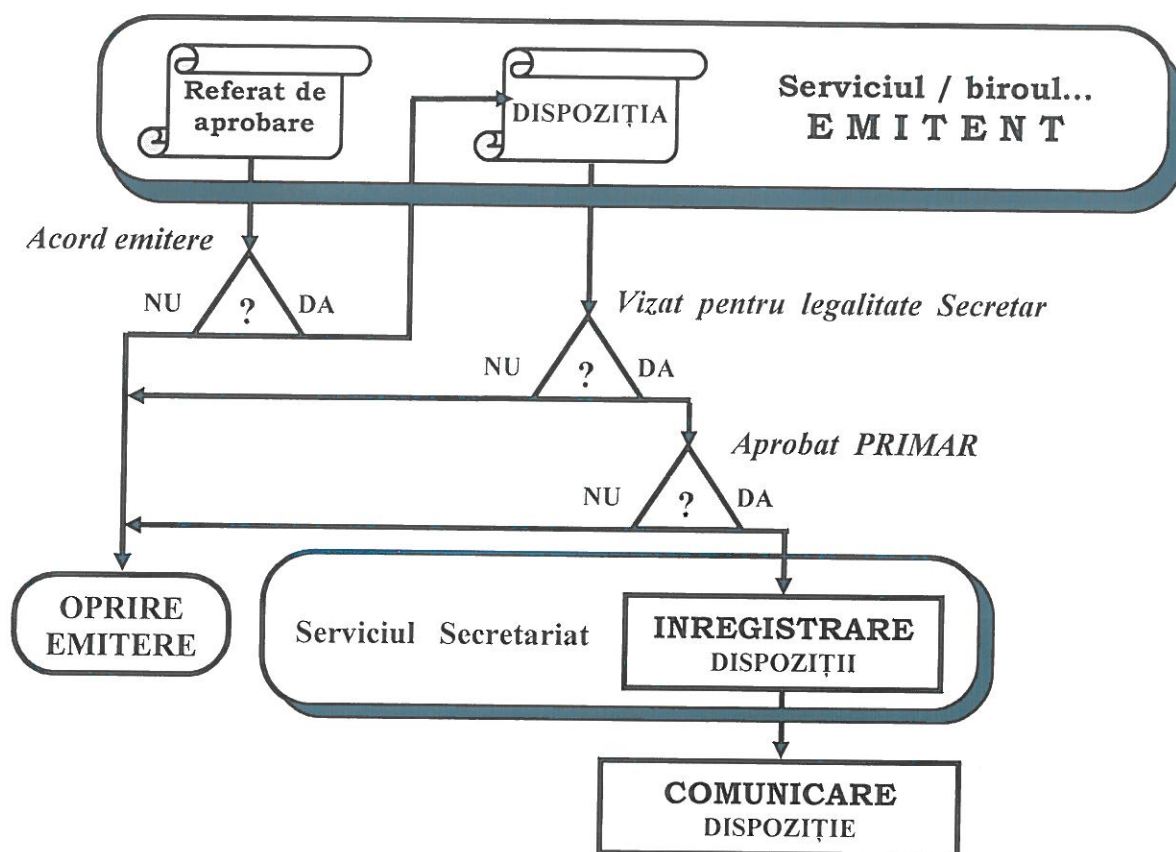 Referat de
aprobare
DISPOZIȚIA
Serviciul / biroul...
EMITENT
Acord emitere
NU
?
DA
Vizat pentru legalitate Secretar
NU
?
DA
Aprobat PRIMAR
NU
?
DA
OPRIRE
EMITERE
Serviciul Secretariat
INREGISTRARE
DISPOZIȚII
COMUNICARE
DISPOZIȚIE